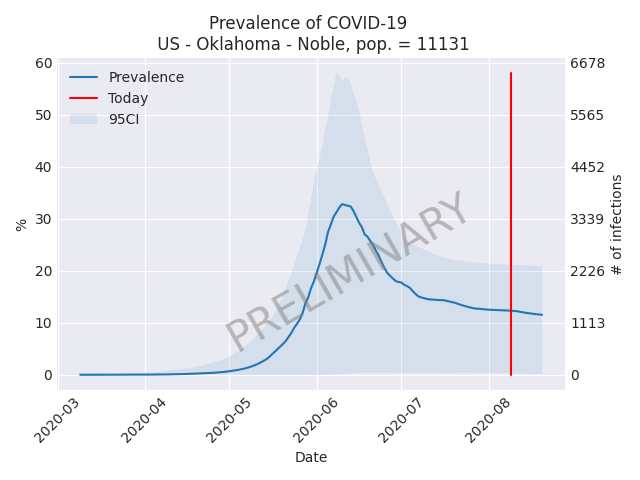 Prevalence of COVID-19
US - Oklahoma - Noble, pop. = 11131
Prevalence
Today
95CI
60
50
40
30
20
10
0
%
6678
5565
4452
3339
2226
1113
0
# of infections
PRELIMINARY
2020-03
2020-04
2020-05
2020-06
2020-07
2020-08
Date